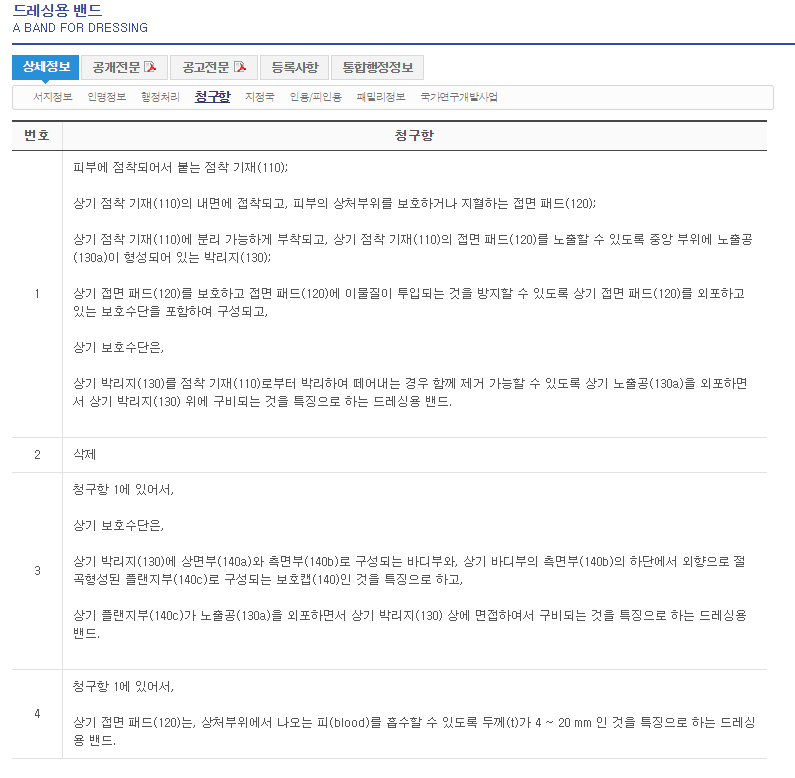 드레싱용 밴드
A BAND FOR DRESSING
상세정보 공개전문 공고전문 등록사항 통합행정정보
서지정보 인명정보 행정처리 청구항 지정국 인용/피인용 패밀리정보 국가연구개발사업
번호 청구항
피부에 점착되어서 붙는 점착 기재(110);
상기 점착 기재(110)의 내면에 접착되고, 피부의 상처부위를 보호하거나 지혈하는 접면 패드(120);
상기 점착 기재(110)에 분리 가능하게 부착되고, 상기 점착 기재(110)의 접면 패드(120)를 노출할 수 있도록 중앙 부위에 노출공
(130a)이 형성되어 있는 박리지(130);
1
상기 접면 패드(120)를 보호하고 접면 패드(120)에 이물질이 투입되는 것을 방지할 수 있도록 상기 접면 패드(120)를 외포하고
있는 보호수단을 포함하여 구성되고,
상기 보호수단은,
상기 박리지(130)를 점착 기재(110)로부터 박리하여 떼어내는 경우 함께 제거 가능할 수 있도록 상기 노출공(130a)을 외포하면
서 상기 박리지(130) 위에 구비되는 것을 특징으로 하는 드레싱용 밴드.
2 삭제
청구항 1에 있어서,
상기 보호수단은,
3
상기 박리지(130)에 상면부(140a)와 측면부(140b)로 구성되는 바디부와, 상기 바디부의 측면부(140b)의 하단에서 외향으로 절
곡형성된 플랜지부(140c)로 구성되는 보호캡(140)인 것을 특징으로 하고,
상기 플랜지부(140c)가 노출공(130a)을 외포하면서 상기 박리지(130) 상에 면접하여서 구비되는 것을 특징으로 하는 드레싱용
밴드.
청구항 1에 있어서,
4
상기 접면 패드(120)는, 상처부위에서 나오는 피(blood)를 흡수할 수 있도록 두께(t)가 4 ~ 20 mm 인 것을 특징으로 하는 드레싱
용 밴드.